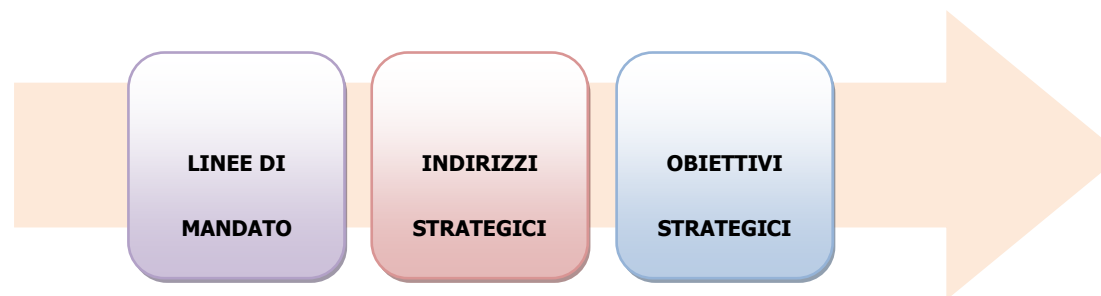 LINEE DI
MANDATO
INDIRIZZI
STRATEGICI
OBIETTIVI
STRATEGICI